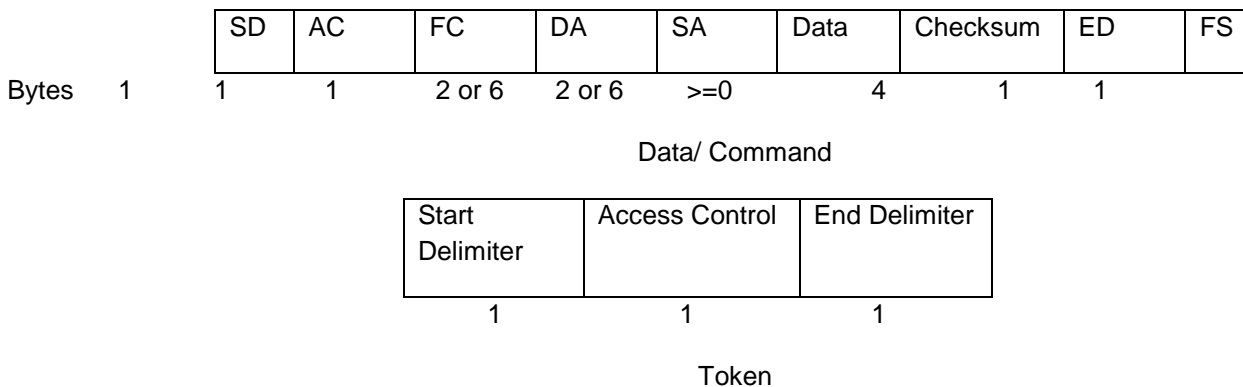 SD AC FC DA SA Data Checksum ED FS
Bytes 1 1 1 2 or 6 2 or 6 >=0 4 1 1
Data/ Command
Start Access Control End Delimiter
Delimiter
1 1 1
Token